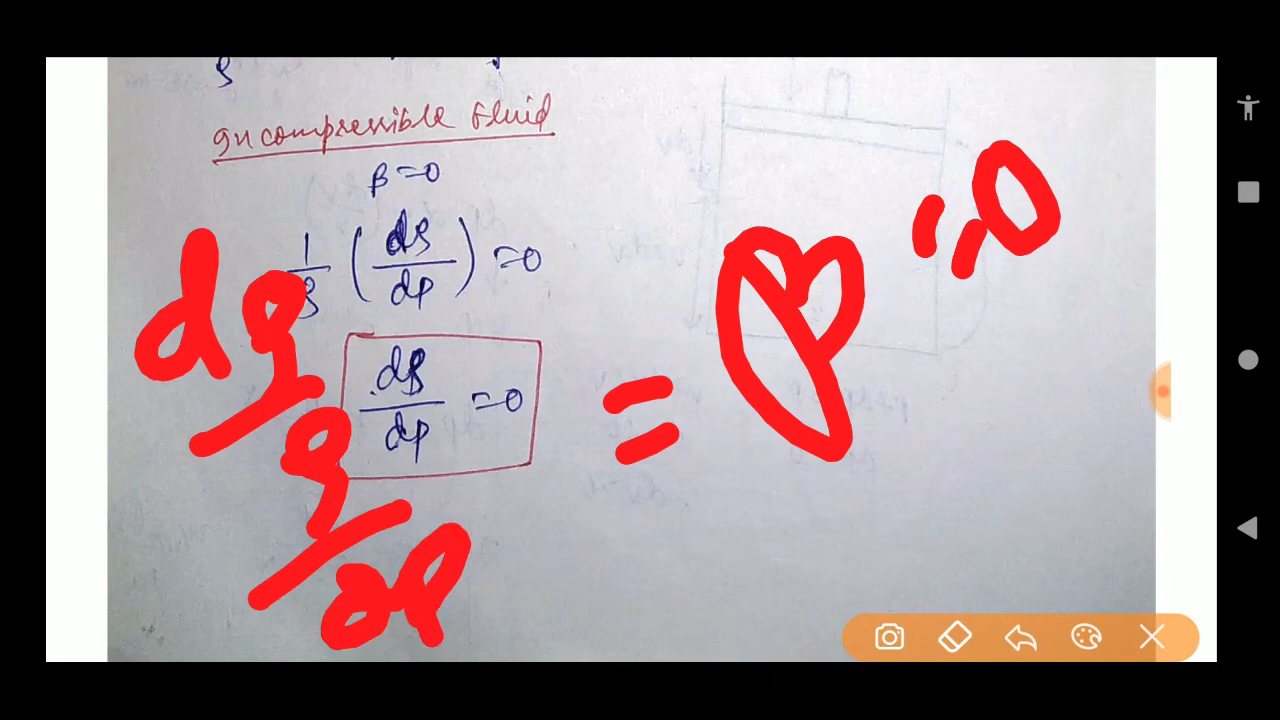 ρ
Incompressible Fluid
β = 0
1/ρ (dρ/dp) = 0
dρ/dp = 0
dρ/ρ/dp = β = 0